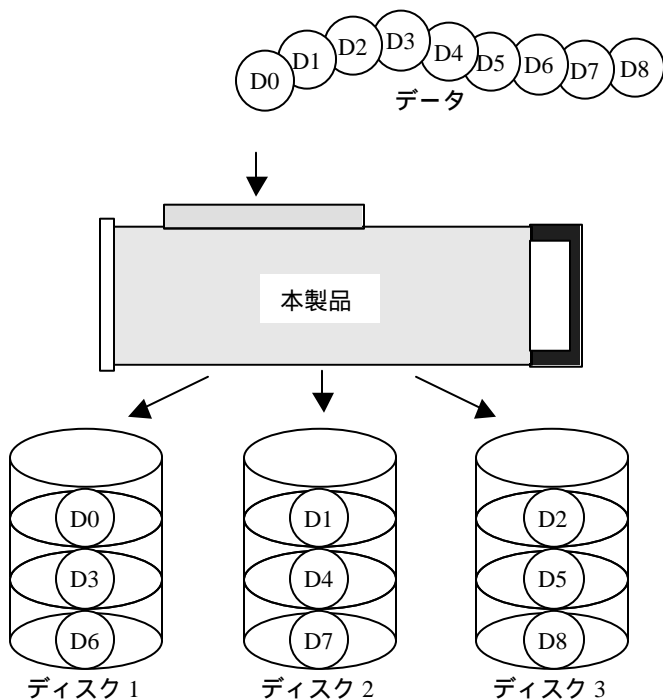 D0 D1 D2 D3 D4 D5 D6 D7 D8
データ
本製品
D0 D1 D2
D3 D4 D5
D6 D7 D8
ディスク 1 ディスク 2 ディスク 3